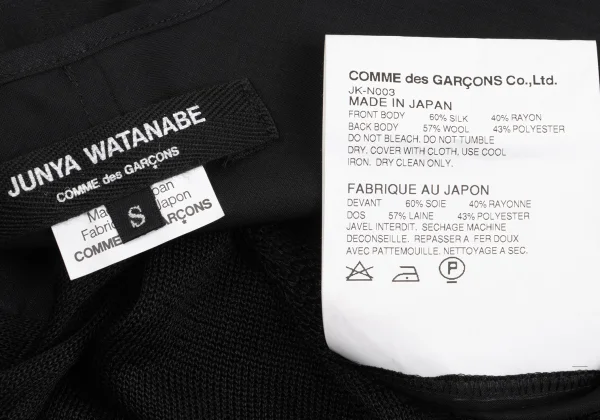 JUNYA WATANABE
COMME des GARÇONS
S
Japan
COMME GARÇONS
COMME des GARÇONS Co.,Ltd.
JK-N003
MADE IN JAPAN
FRONT BODY 60% SILK 40% RAYON
BACK BODY 57% WOOL 43% POLYESTER
DO NOT BLEACH. DO NOT TUMBLE
DRY. COVER WITH CLOTH. USE COOL
IRON. DRY CLEAN ONLY.
FABRIQUE AU JAPON
DEVANT 60% SOIE 40% RAYONNE
DOS 57% LAINE 43% POLYESTER
JAVEL INTERDIT. SECHAGE MACHINE
DECONSEILLE. REPASSER A FER DOUX
AVEC PATTEMOUILLE. NETTOYAGE A SEC.
P